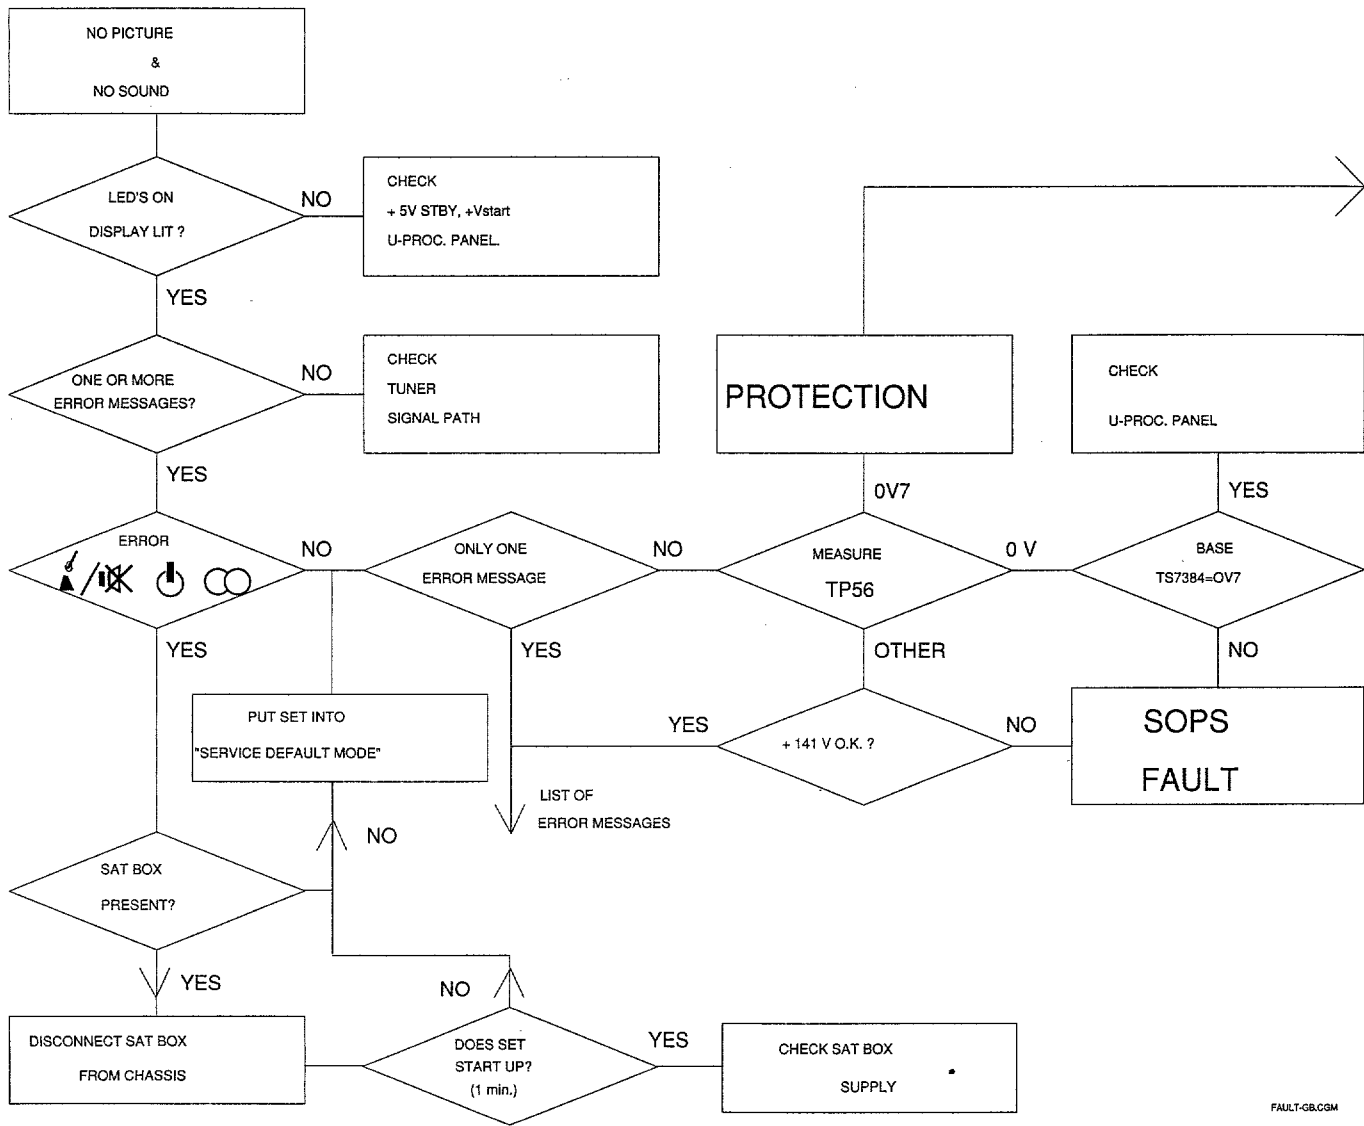 NO PICTURE
&
NO SOUND
LED'S ON
DISPLAY LIT ?
NO
CHECK
+ 5V STBY, +Vstart
U-PROC. PANEL.
YES
ONE OR MORE
ERROR MESSAGES?
NO
CHECK
TUNER
SIGNAL PATH
PROTECTION
CHECK
U-PROC. PANEL
YES
0V7
YES
ERROR
NO
ONLY ONE
ERROR MESSAGE
NO
MEASURE
TP56
0 V
BASE
TS7384=OV7
YES
YES
OTHER
NO
PUT SET INTO
"SERVICE DEFAULT MODE"
YES
+ 141 V O.K. ?
NO
SOPS
FAULT
LIST OF
ERROR MESSAGES
NO
SAT BOX
PRESENT?
YES
NO
DISCONNECT SAT BOX
FROM CHASSIS
DOES SET
START UP?
(1 min.)
YES
CHECK SAT BOX
SUPPLY
FAULT-GB.CGM